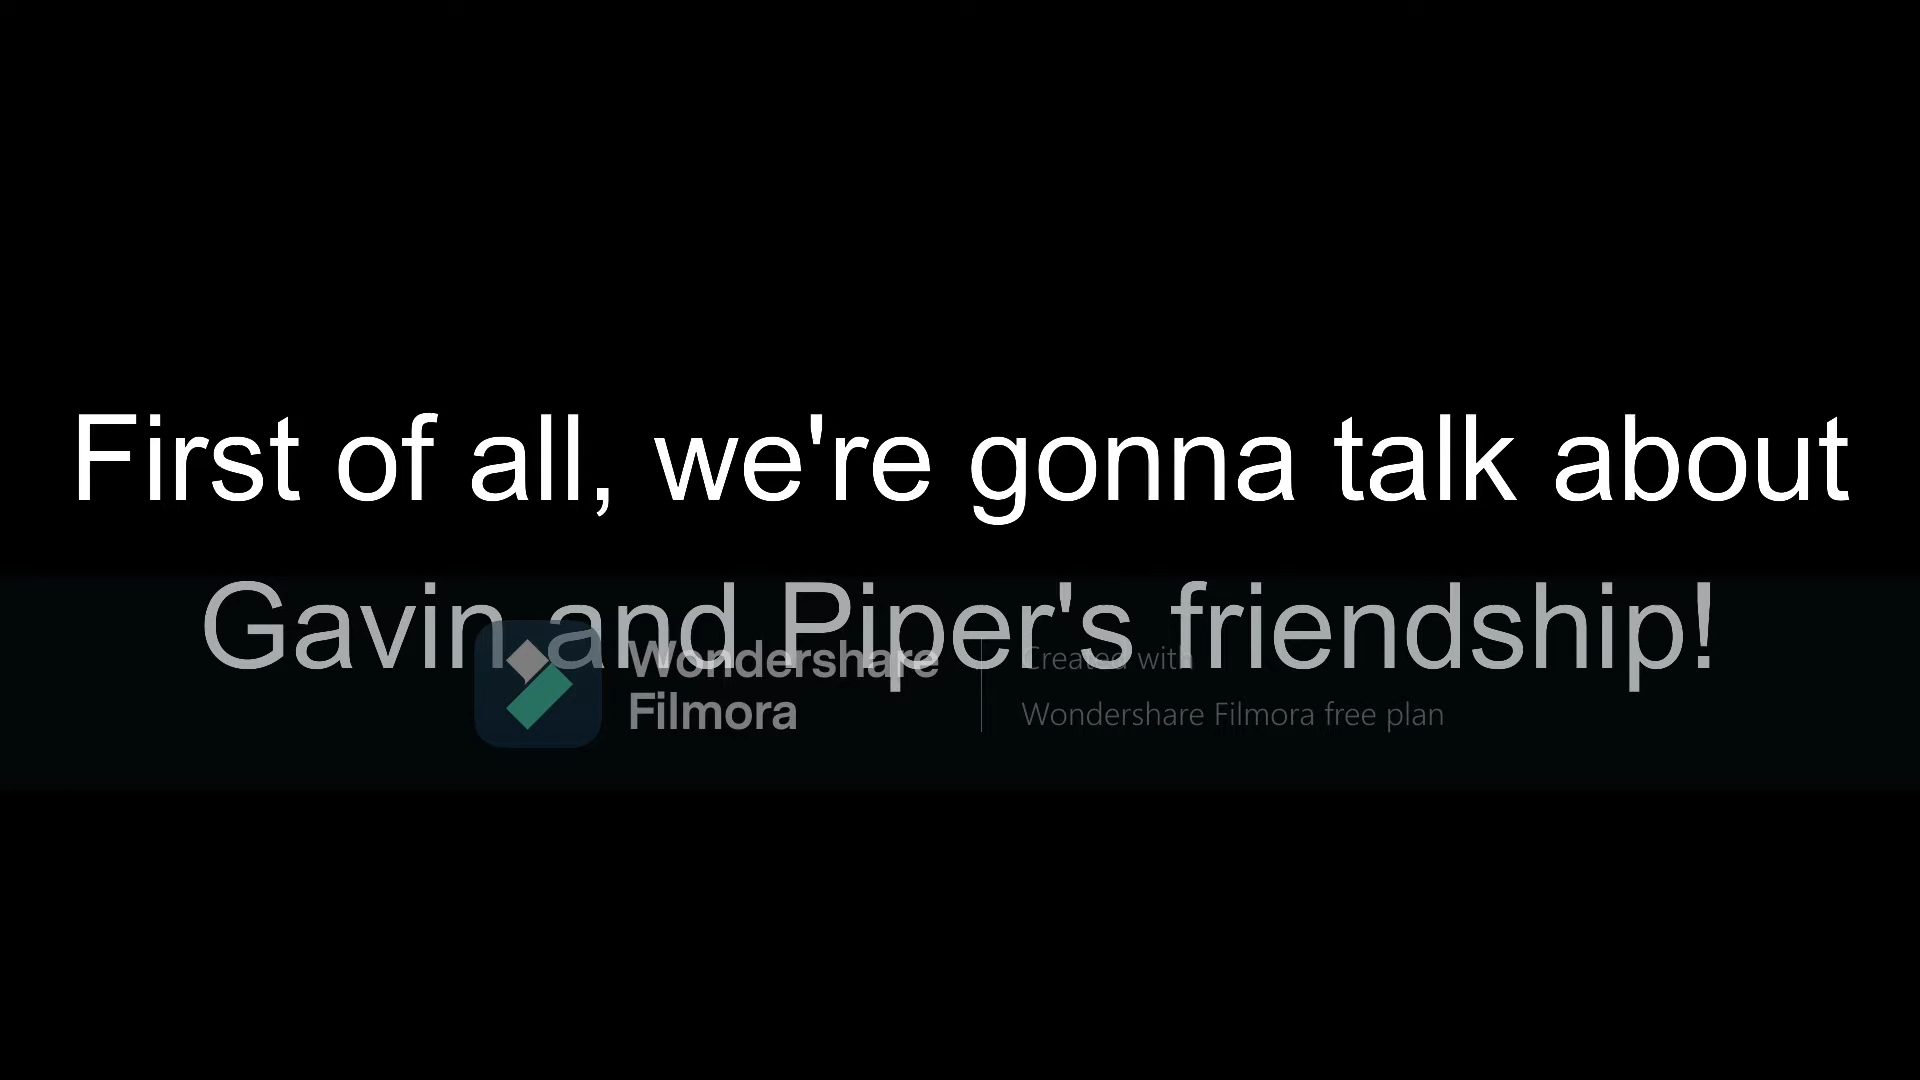 First of all, we're gonna talk about
Gavin and Piper's friendship!
Wondershare
Filmora
Created with
Wondershare Filmora free plan